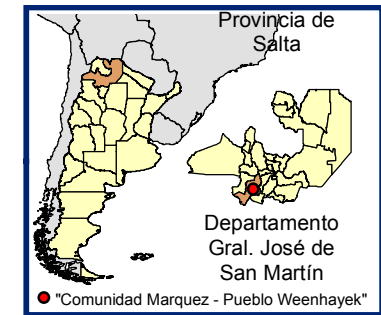 Provincia de
Salta
Departamento
Gral. José de
San Martín
"Comunidad Marquez - Pueblo Weenhayek"